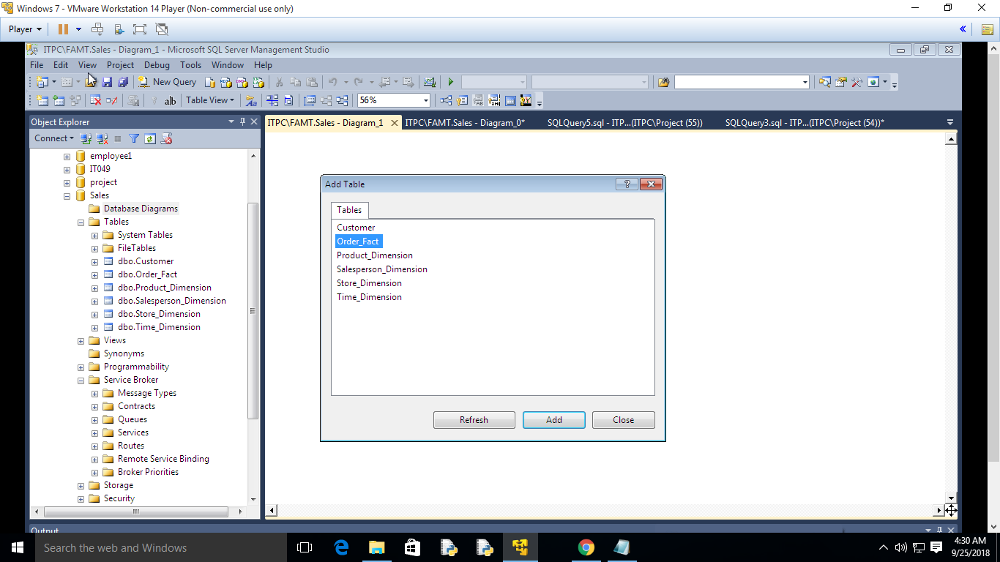 Windows 7 - VMware Workstation 14 Player (Non-commercial use only)
Player
ITPC\FAMT.Sales - Diagram_1 - Microsoft SQL Server Management Studio
File Edit View Project Debug Tools Window Help
New Query
ab Table View 56%
Object Explorer
ITPC\FAMT.Sales - Diagram_1 ITPC\FAMT.Sales - Diagram_0* SQLQuery5.sql - ITP...(ITPC\Project (55)) SQLQuery3.sql - ITP...(ITPC\Project (54))*
Connect
employee1
IT049
project
Sales
Database Diagrams
Tables
System Tables
FileTables
dbo.Customer
dbo.Order_Fact
dbo.Product_Dimension
dbo.Salesperson_Dimension
dbo.Store_Dimension
dbo.Time_Dimension
Views
Synonyms
Programmability
Service Broker
Message Types
Contracts
Queues
Services
Routes
Remote Service Binding
Broker Priorities
Storage
Security
Add Table
Tables
Customer
Order_Fact
Product_Dimension
Salesperson_Dimension
Store_Dimension
Time_Dimension
Refresh Add Close
Output
Search the web and Windows
4:30 AM
9/25/2018